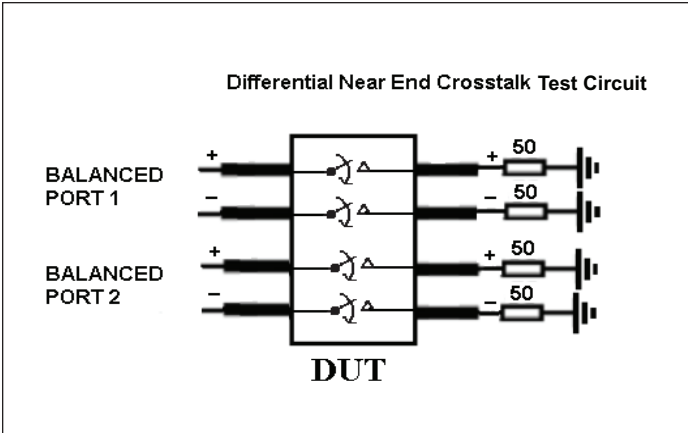 Differential Near End Crosstalk Test Circuit
BALANCED
PORT 1
+
−
+ 50
− 50
BALANCED
PORT 2
+
−
+ 50
− 50
DUT